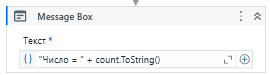 Message Box
Текст *
"Число = " + count.ToString()